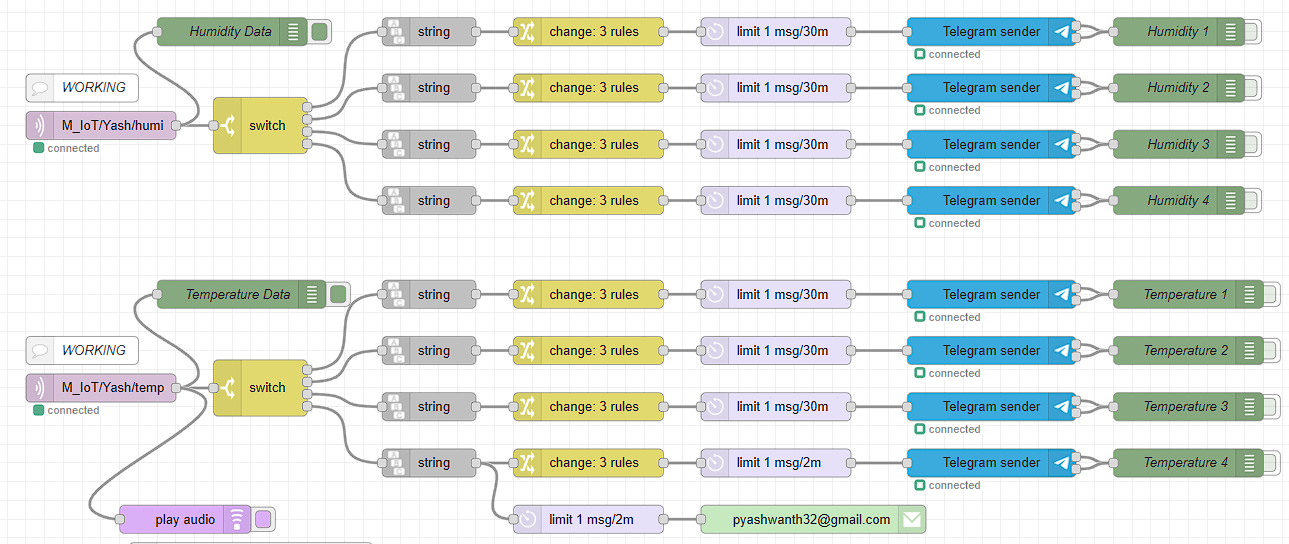 Humidity Data
string
change: 3 rules
limit 1 msg/30m
Telegram sender
Humidity 1
connected
WORKING
string
change: 3 rules
limit 1 msg/30m
Telegram sender
Humidity 2
connected
M_IoT/Yash/humi
connected
switch
string
change: 3 rules
limit 1 msg/30m
Telegram sender
Humidity 3
connected
string
change: 3 rules
limit 1 msg/30m
Telegram sender
Humidity 4
connected
Temperature Data
string
change: 3 rules
limit 1 msg/30m
Telegram sender
Temperature 1
connected
WORKING
string
change: 3 rules
limit 1 msg/30m
Telegram sender
Temperature 2
connected
M_IoT/Yash/temp
connected
switch
string
change: 3 rules
limit 1 msg/30m
Telegram sender
Temperature 3
connected
string
change: 3 rules
limit 1 msg/2m
Telegram sender
Temperature 4
connected
play audio
limit 1 msg/2m
pyashwanth32@gmail.com